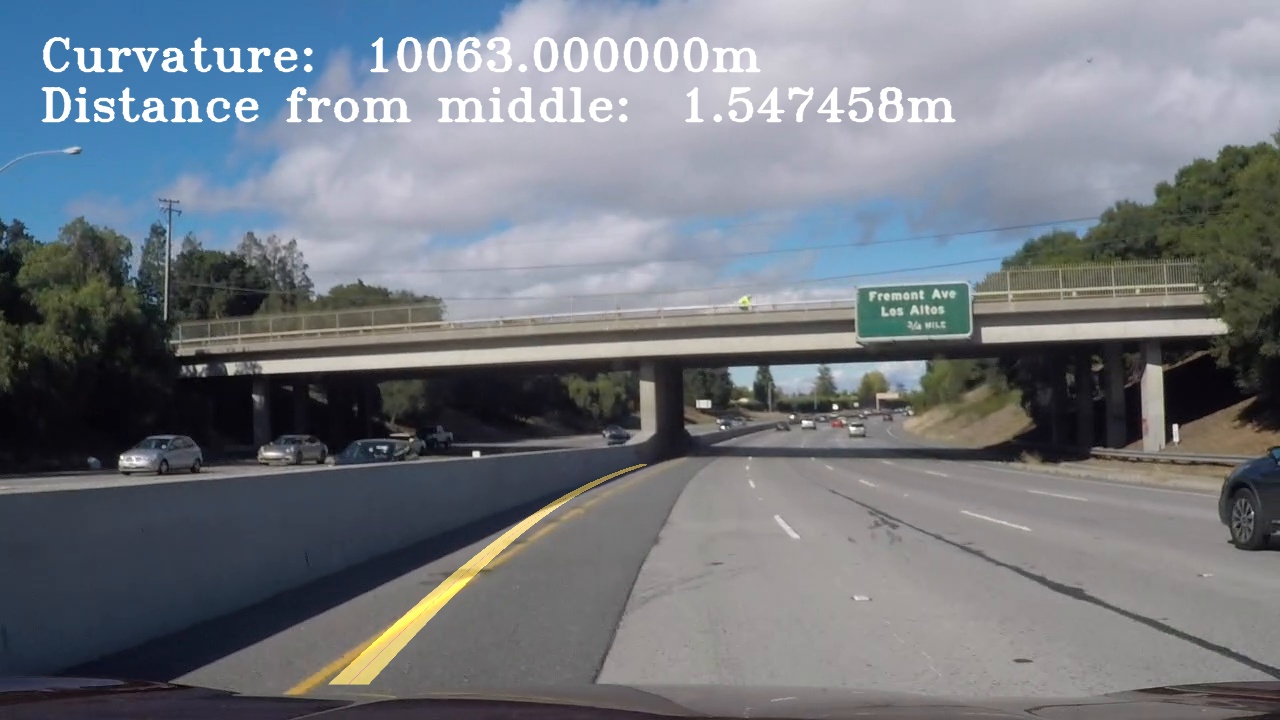 Curvature: 10063.000000m
Distance from middle: 1.547458m
Fremont Ave
Los Altos
3/4 MILE